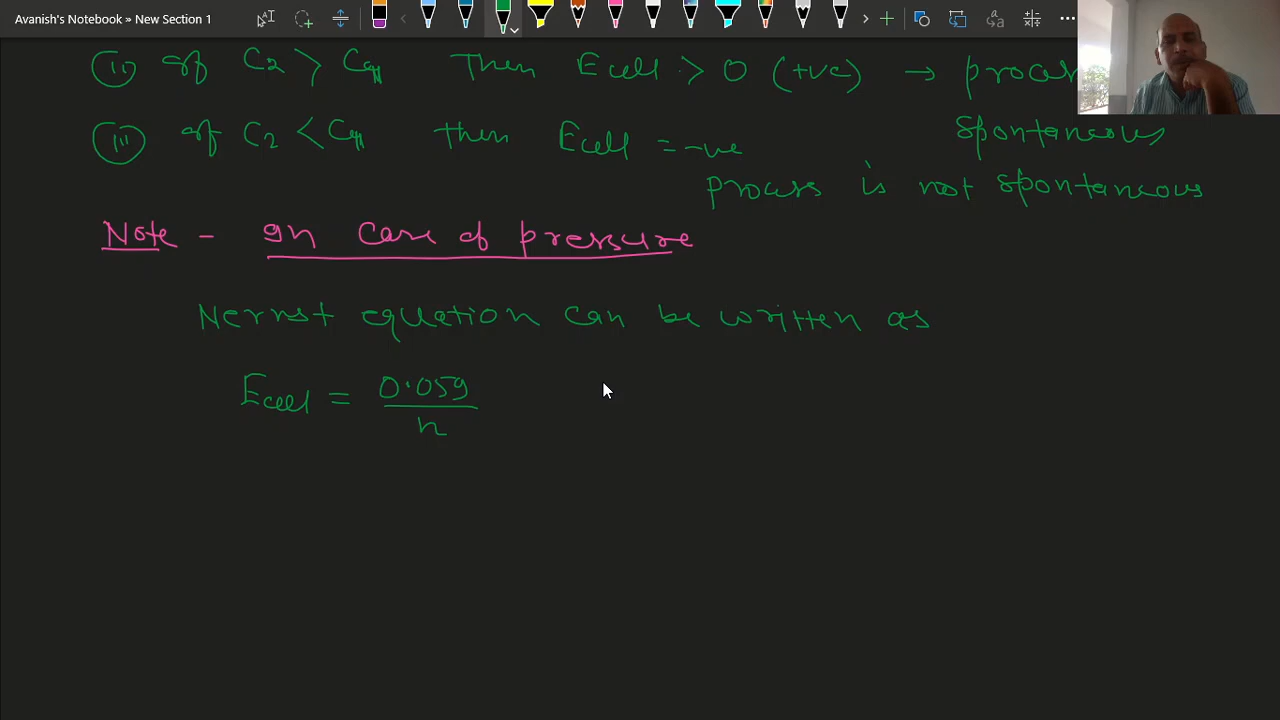 Avanish's Notebook » New Section 1
(ii) If C2 > C1 Then Ecell > 0 (+ve) → proces
spontaneous
(iii) If C2 < C1 then Ecell = -ve
process is not spontaneous
Note - In Case of pressure
Nernst equation can be written as
Ecell = 0.059
n